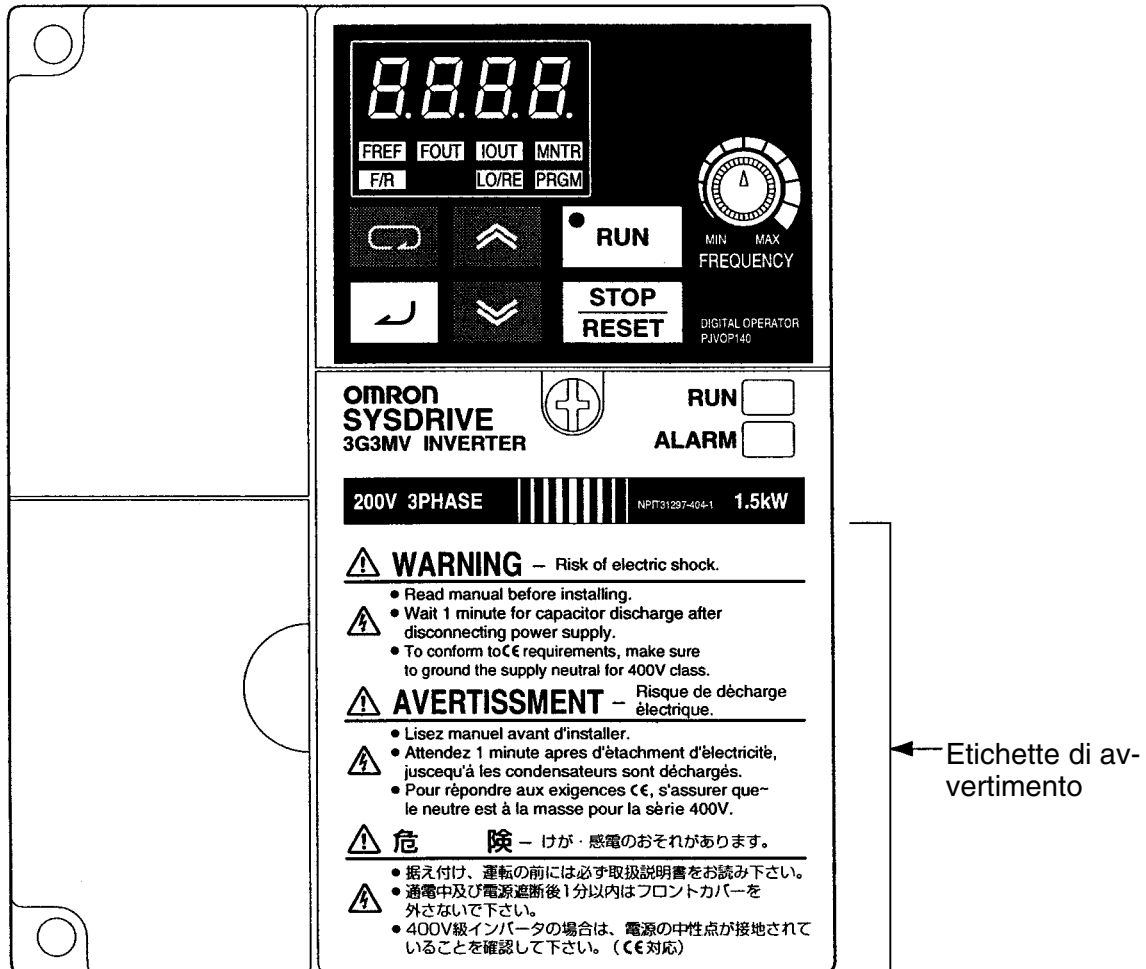 8.8.8.8.
FREF FOUT IOUT MNTR
F/R LO/RE PRGM
RUN
STOP
RESET
MIN MAX
FREQUENCY
DIGITAL OPERATOR
PJVOP140
OMRON
SYSDRIVE
3G3MV INVERTER
RUN
ALARM
200V 3PHASE NPIT31297-404-1 1.5kW
WARNING – Risk of electric shock.
● Read manual before installing.
● Wait 1 minute for capacitor discharge after
disconnecting power supply.
● To conform to CE requirements, make sure
to ground the supply neutral for 400V class.
AVERTISSMENT – Risque de dècharge
èlectrique.
● Lisez manuel avant d'installer.
● Attendez 1 minute apres d'ètachment d'èlectricitè,
juscequ'à les condensateurs sont déchargés.
● Pour rèpondre aux exigences CE, s'assurer que~
le neutre est à la masse pour la sèrie 400V.
危 険 – けが・感電のおそれがあります。
● 据え付け、運転の前には必ず取扱説明書をお読み下さい。
● 通電中及び電源遮断後1分以内はフロントカバーを
外さないで下さい。
● 400V級インバータの場合は、電源の中性点が接地されて
いることを確認して下さい。(CE対応)
Etichette di av-
vertimento